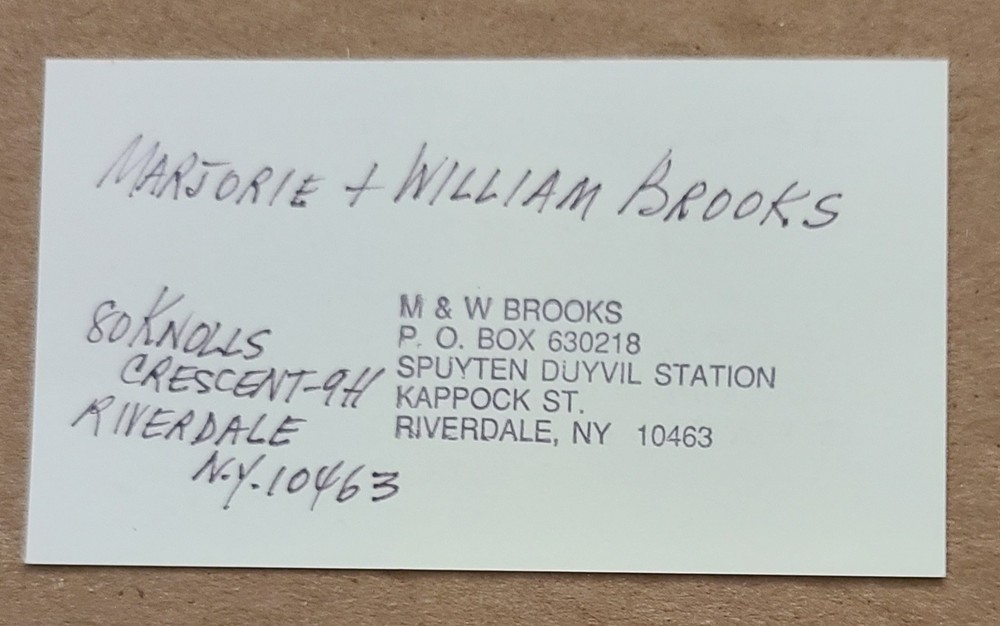 MARJORIE + WILLIAM BROOKS
80 KNOLLS
CRESCENT-9H
RIVERDALE
N.Y. 10463
M & W BROOKS
P. O. BOX 630218
SPUYTEN DUYVIL STATION
KAPPOCK ST.
RIVERDALE, NY 10463